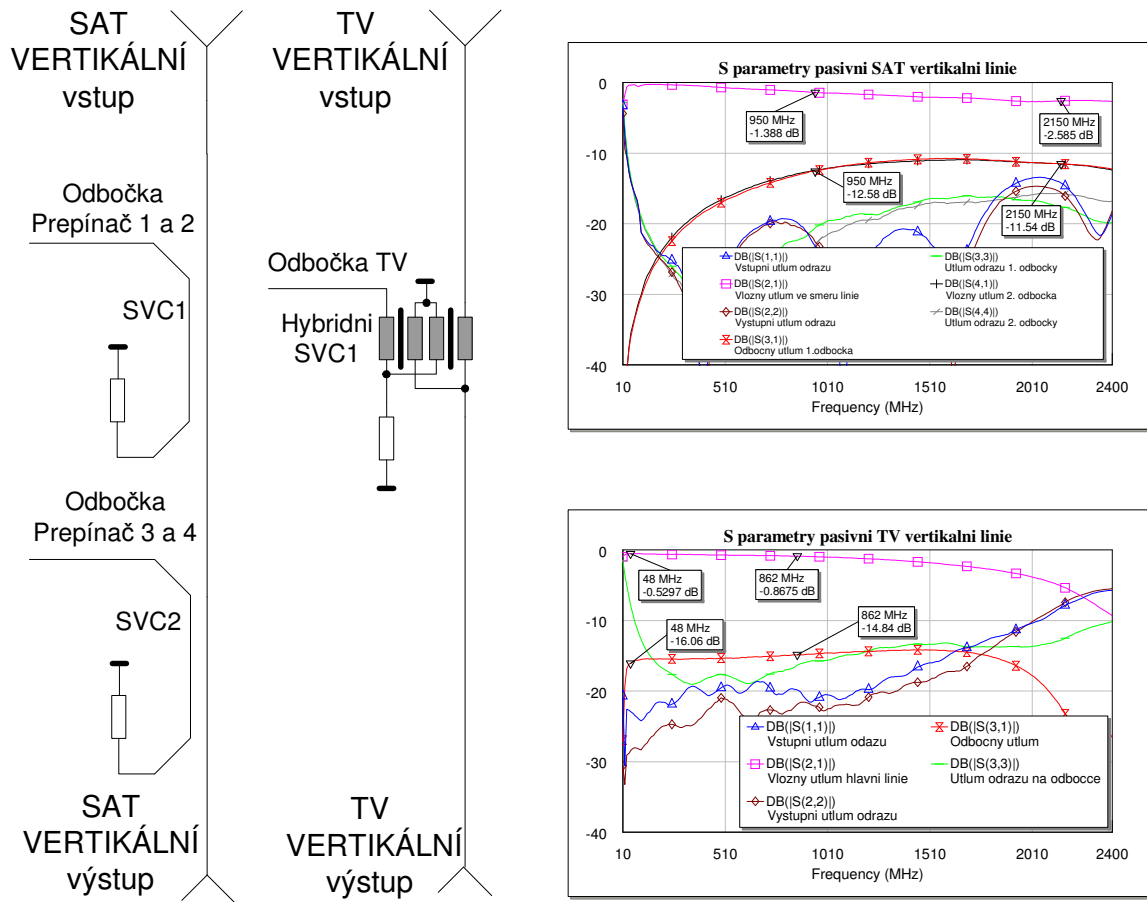 SAT
VERTIKÁLNÍ
vstup
TV
VERTIKÁLNÍ
vstup
Odbočka
Prepínač 1 a 2
SVC1
Odbočka TV
Hybridni
SVC1
Odbočka
Prepínač 3 a 4
SVC2
SAT
VERTIKÁLNÍ
výstup
TV
VERTIKÁLNÍ
výstup
S parametry pasivni SAT vertikalni linie
0
-10
-20
-30
-40
950 MHz
-1.388 dB
2150 MHz
-2.585 dB
950 MHz
-12.58 dB
2150 MHz
-11.54 dB
DB(|S(1,1)|)
Vstupni utlum odrazu
DB(|S(2,1)|)
Vlozny utlum ve smeru linie
DB(|S(2,2)|)
Vystupni utlum odrazu
DB(|S(3,1)|)
Odbocny utlum 1.odbocka
DB(|S(3,3)|)
Utlum odrazu 1. odbocky
DB(|S(4,1)|)
Vlozny utlum 2. odbocka
DB(|S(4,4)|)
Utlum odrazu 2. odbocky
10 510 1010 1510 2010 2400
Frequency (MHz)
S parametry pasivni TV vertikalni linie
0
-10
-20
-30
-40
48 MHz
-0.5297 dB
862 MHz
-0.8675 dB
48 MHz
-16.06 dB
862 MHz
-14.84 dB
DB(|S(1,1)|)
Vstupni utlum odazu
DB(|S(2,1)|)
Vlozny utlum hlavni linie
DB(|S(2,2)|)
Vystupni utlum odrazu
DB(|S(3,1)|)
Odbocny utlum
DB(|S(3,3)|)
Utlum odrazu na odbocce
10 510 1010 1510 2010 2400
Frequency (MHz)